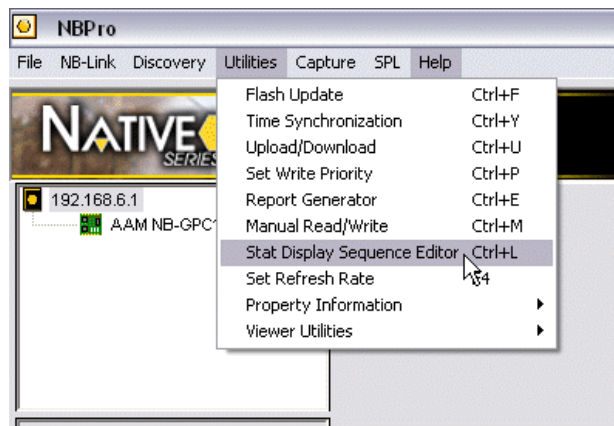 NBPro
File NB-Link Discovery Utilities Capture SPL Help
NATIVE
SERIES
Flash Update Ctrl+F
Time Synchronization Ctrl+Y
Upload/Download Ctrl+U
Set Write Priority Ctrl+P
Report Generator Ctrl+E
Manual Read/Write Ctrl+M
Stat Display Sequence Editor Ctrl+L
Set Refresh Rate
Property Information
Viewer Utilities
192.168.6.1
AAM NB-GPC